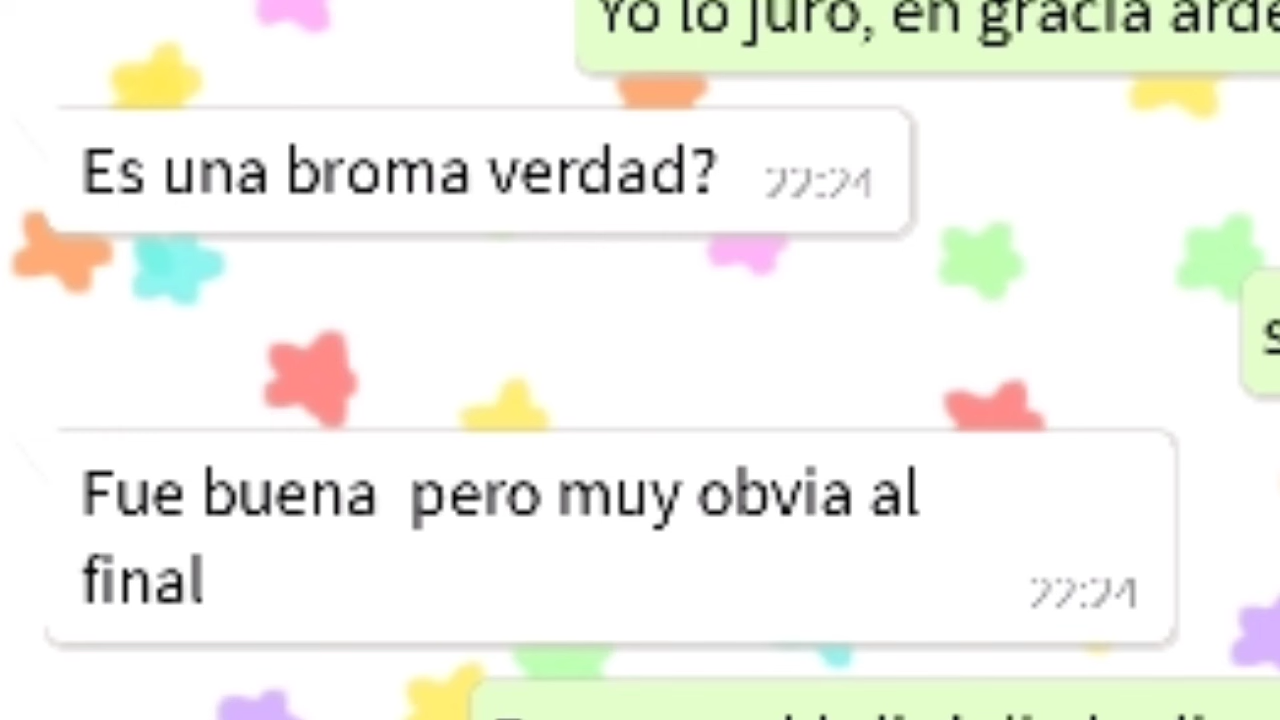 Yo lo juro, en gracia arde
Es una broma verdad? 22:24
s
Fue buena  pero muy obvia al
final 22:24